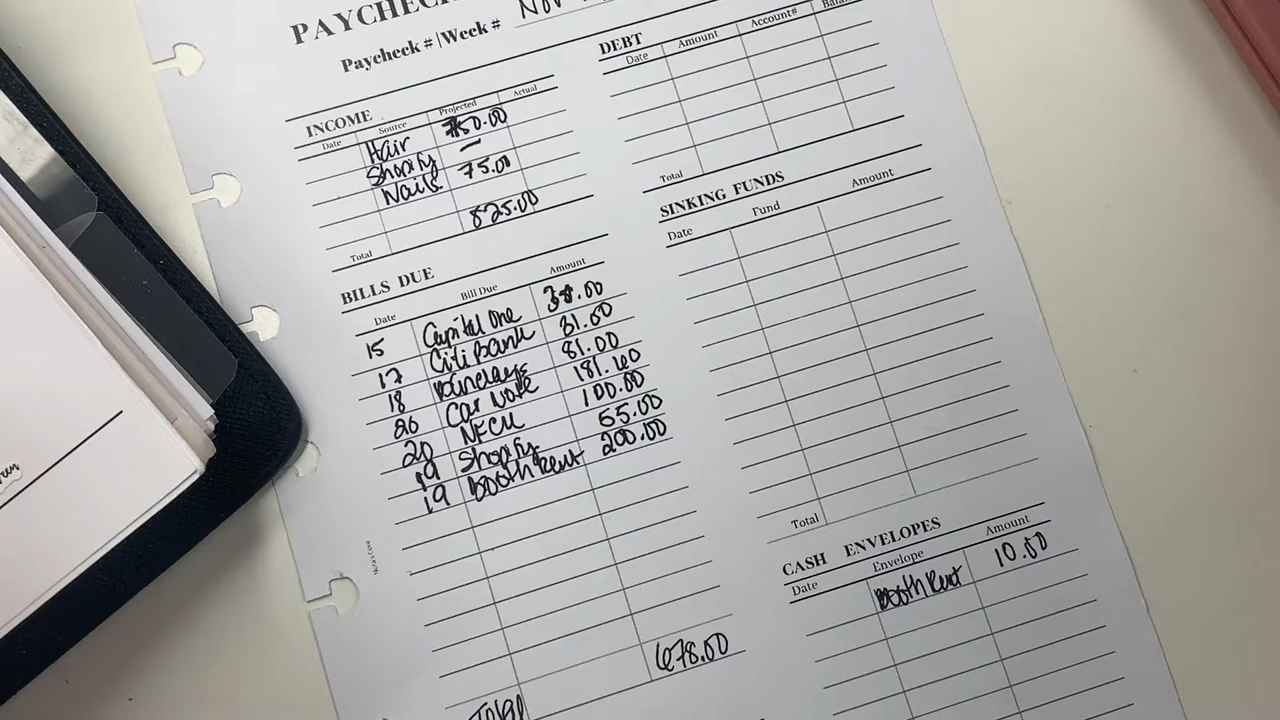 PAYCHEC
Paycheck #/Week # Nov
INCOME
Date Source Projected Actual
Hair 750.00
Shopify —
Nails 75.00
Total 825.00
BILLS DUE
Date Bill Due Amount
15 Capital One 38.00
17 Citi Bank 31.00
18 Barclays 81.00
20 Car Note 181.60
20 NFCU 100.00
19 Shopify 55.00
19 Booth Rent 200.00
Total 678.00
DEBT
Date Amount Account# Bala
Total
SINKING FUNDS
Date Fund Amount
Total
CASH ENVELOPES
Date Envelope Amount
Booth Rent 10.00